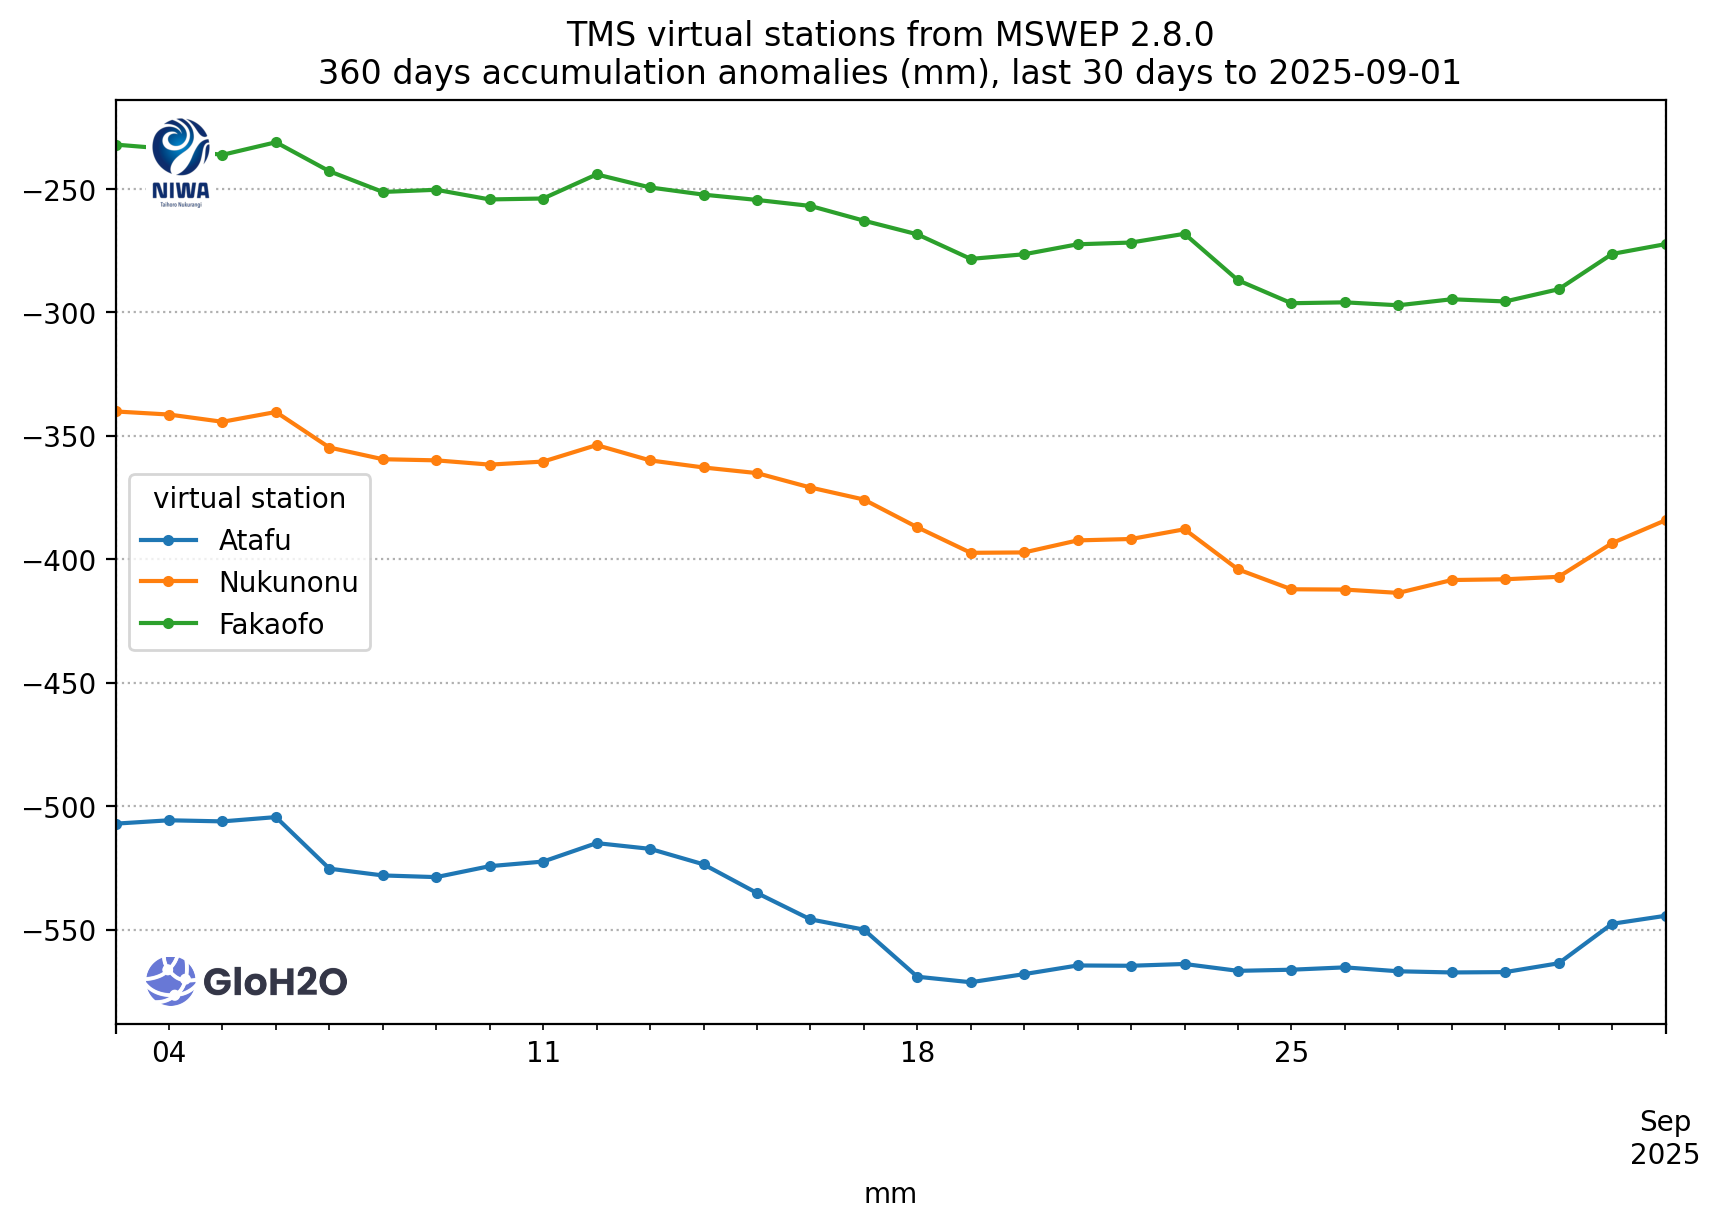 TMS virtual stations from MSWEP 2.8.0
360 days accumulation anomalies (mm), last 30 days to 2025-09-01
NIWA
Taihoro Nukurangi
−250
−300
−350
−400
−450
−500
−550
virtual station
Atafu
Nukunonu
Fakaofo
GloH2O
04
11
18
25
Sep
2025
mm